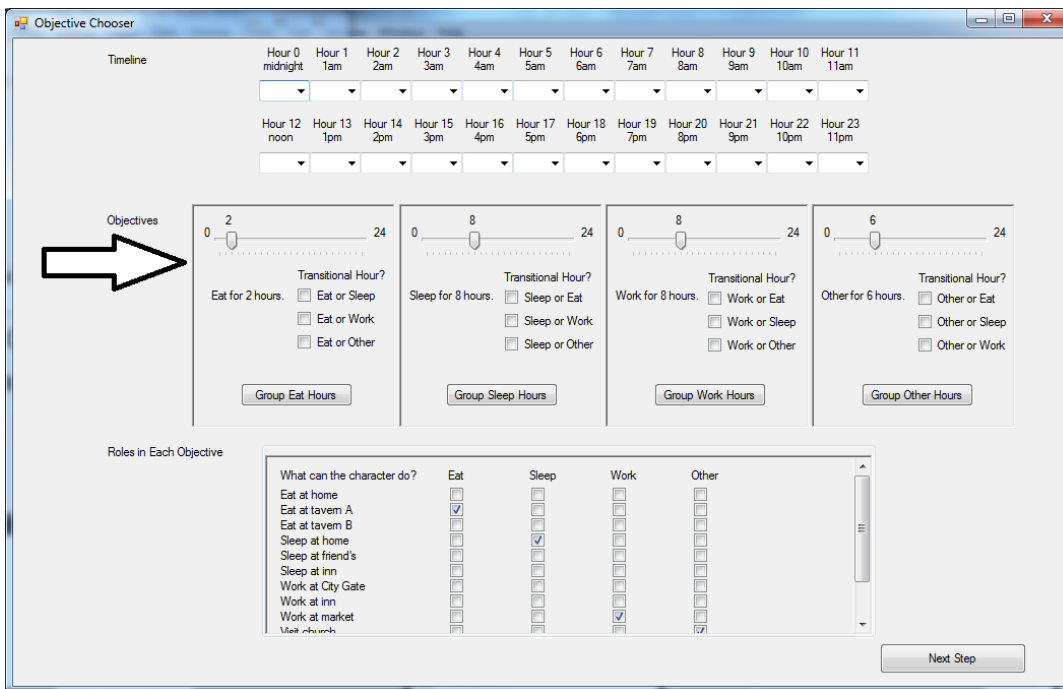 Objective Chooser
Timeline
Hour 0 Hour 1 Hour 2 Hour 3 Hour 4 Hour 5 Hour 6 Hour 7 Hour 8 Hour 9 Hour 10 Hour 11
midnight 1am 2am 3am 4am 5am 6am 7am 8am 9am 10am 11am
Hour 12 Hour 13 Hour 14 Hour 15 Hour 16 Hour 17 Hour 18 Hour 19 Hour 20 Hour 21 Hour 22 Hour 23
noon 1pm 2pm 3pm 4pm 5pm 6pm 7pm 8pm 9pm 10pm 11pm
Objectives
2
0 24
Transitional Hour?
Eat for 2 hours. Eat or Sleep
Eat or Work
Eat or Other
Group Eat Hours
8
0 24
Transitional Hour?
Sleep for 8 hours. Sleep or Eat
Sleep or Work
Sleep or Other
Group Sleep Hours
8
0 24
Transitional Hour?
Work for 8 hours. Work or Eat
Work or Sleep
Work or Other
Group Work Hours
6
0 24
Transitional Hour?
Other for 6 hours. Other or Eat
Other or Sleep
Other or Work
Group Other Hours
Roles in Each Objective
What can the character do? Eat Sleep Work Other
Eat at home
Eat at tavern A
Eat at tavern B
Sleep at home
Sleep at friend's
Sleep at inn
Work at City Gate
Work at inn
Work at market
Visit church
Next Step